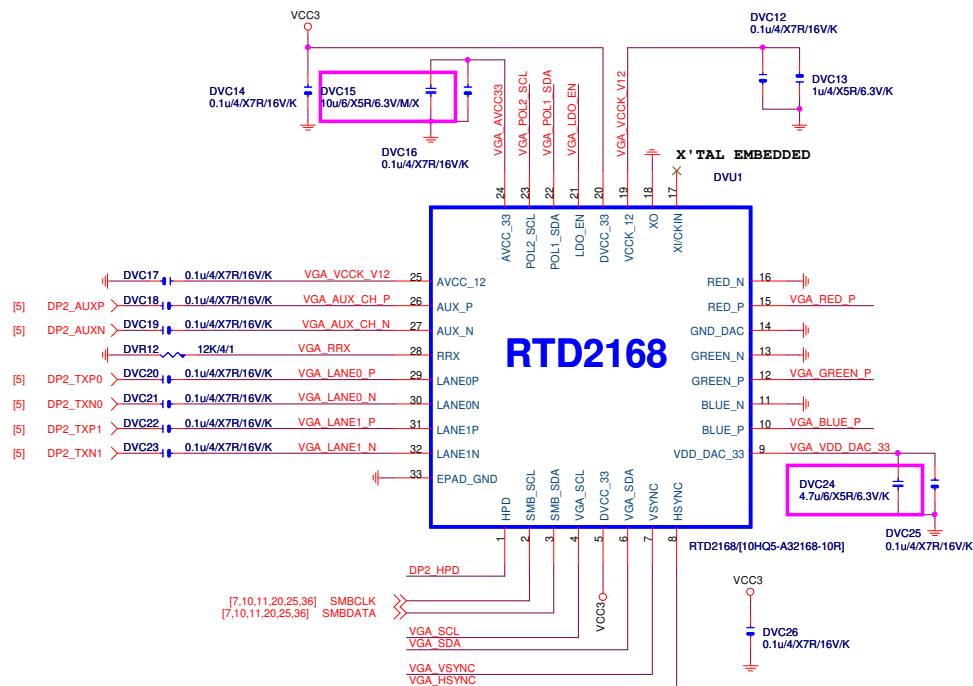 VCC3
DVC14
0.1u/4/X7R/16V/K
DVC15
10u/6/X5R/6.3V/M/X
DVC16
0.1u/4/X7R/16V/K
VGA_AVCC33
VGA_POL2_SCL
VGA_POL1_SDA
VGA_LDO_EN
VGA_VCCK_V12
DVC12
0.1u/4/X7R/16V/K
DVC13
1u/4/X5R/6.3V/K
X'TAL EMBEDDED
DVU1
24
23
22
21
20
19
18
17
AVCC_33
POL2_SCL
POL1_SDA
LDO_EN
DVCC_33
VCCK_12
XO
XI/CKIN
DVC17 0.1u/4/X7R/16V/K VGA_VCCK_V12 25 AVCC_12
[5] DP2_AUXP DVC18 0.1u/4/X7R/16V/K VGA_AUX_CH_P 26 AUX_P
[5] DP2_AUXN DVC19 0.1u/4/X7R/16V/K VGA_AUX_CH_N 27 AUX_N
DVR12 12K/4/1 VGA_RRX 28 RRX
[5] DP2_TXP0 DVC20 0.1u/4/X7R/16V/K VGA_LANE0_P 29 LANE0P
[5] DP2_TXN0 DVC21 0.1u/4/X7R/16V/K VGA_LANE0_N 30 LANE0N
[5] DP2_TXP1 DVC22 0.1u/4/X7R/16V/K VGA_LANE1_P 31 LANE1P
[5] DP2_TXN1 DVC23 0.1u/4/X7R/16V/K VGA_LANE1_N 32 LANE1N
33 EPAD_GND
RTD2168
RED_N 16
RED_P 15 VGA_RED_P
GND_DAC 14
GREEN_N 13
GREEN_P 12 VGA_GREEN_P
BLUE_N 11
BLUE_P 10 VGA_BLUE_P
VDD_DAC_33 9 VGA_VDD_DAC_33
DVC24
4.7u/6/X5R/6.3V/K
DVC25
0.1u/4/X7R/16V/K
HPD
SMB_SCL
SMB_SDA
VGA_SCL
DVCC_33
VGA_SDA
VSYNC
HSYNC
1
2
3
4
5
6
7
8
RTD2168/[10HQ5-A32168-10R]
DP2_HPD
[7,10,11,20,25,36] SMBCLK
[7,10,11,20,25,36] SMBDATA
VCC3
VGA_SCL
VGA_SDA
VGA_VSYNC
VGA_HSYNC
VCC3
DVC26
0.1u/4/X7R/16V/K